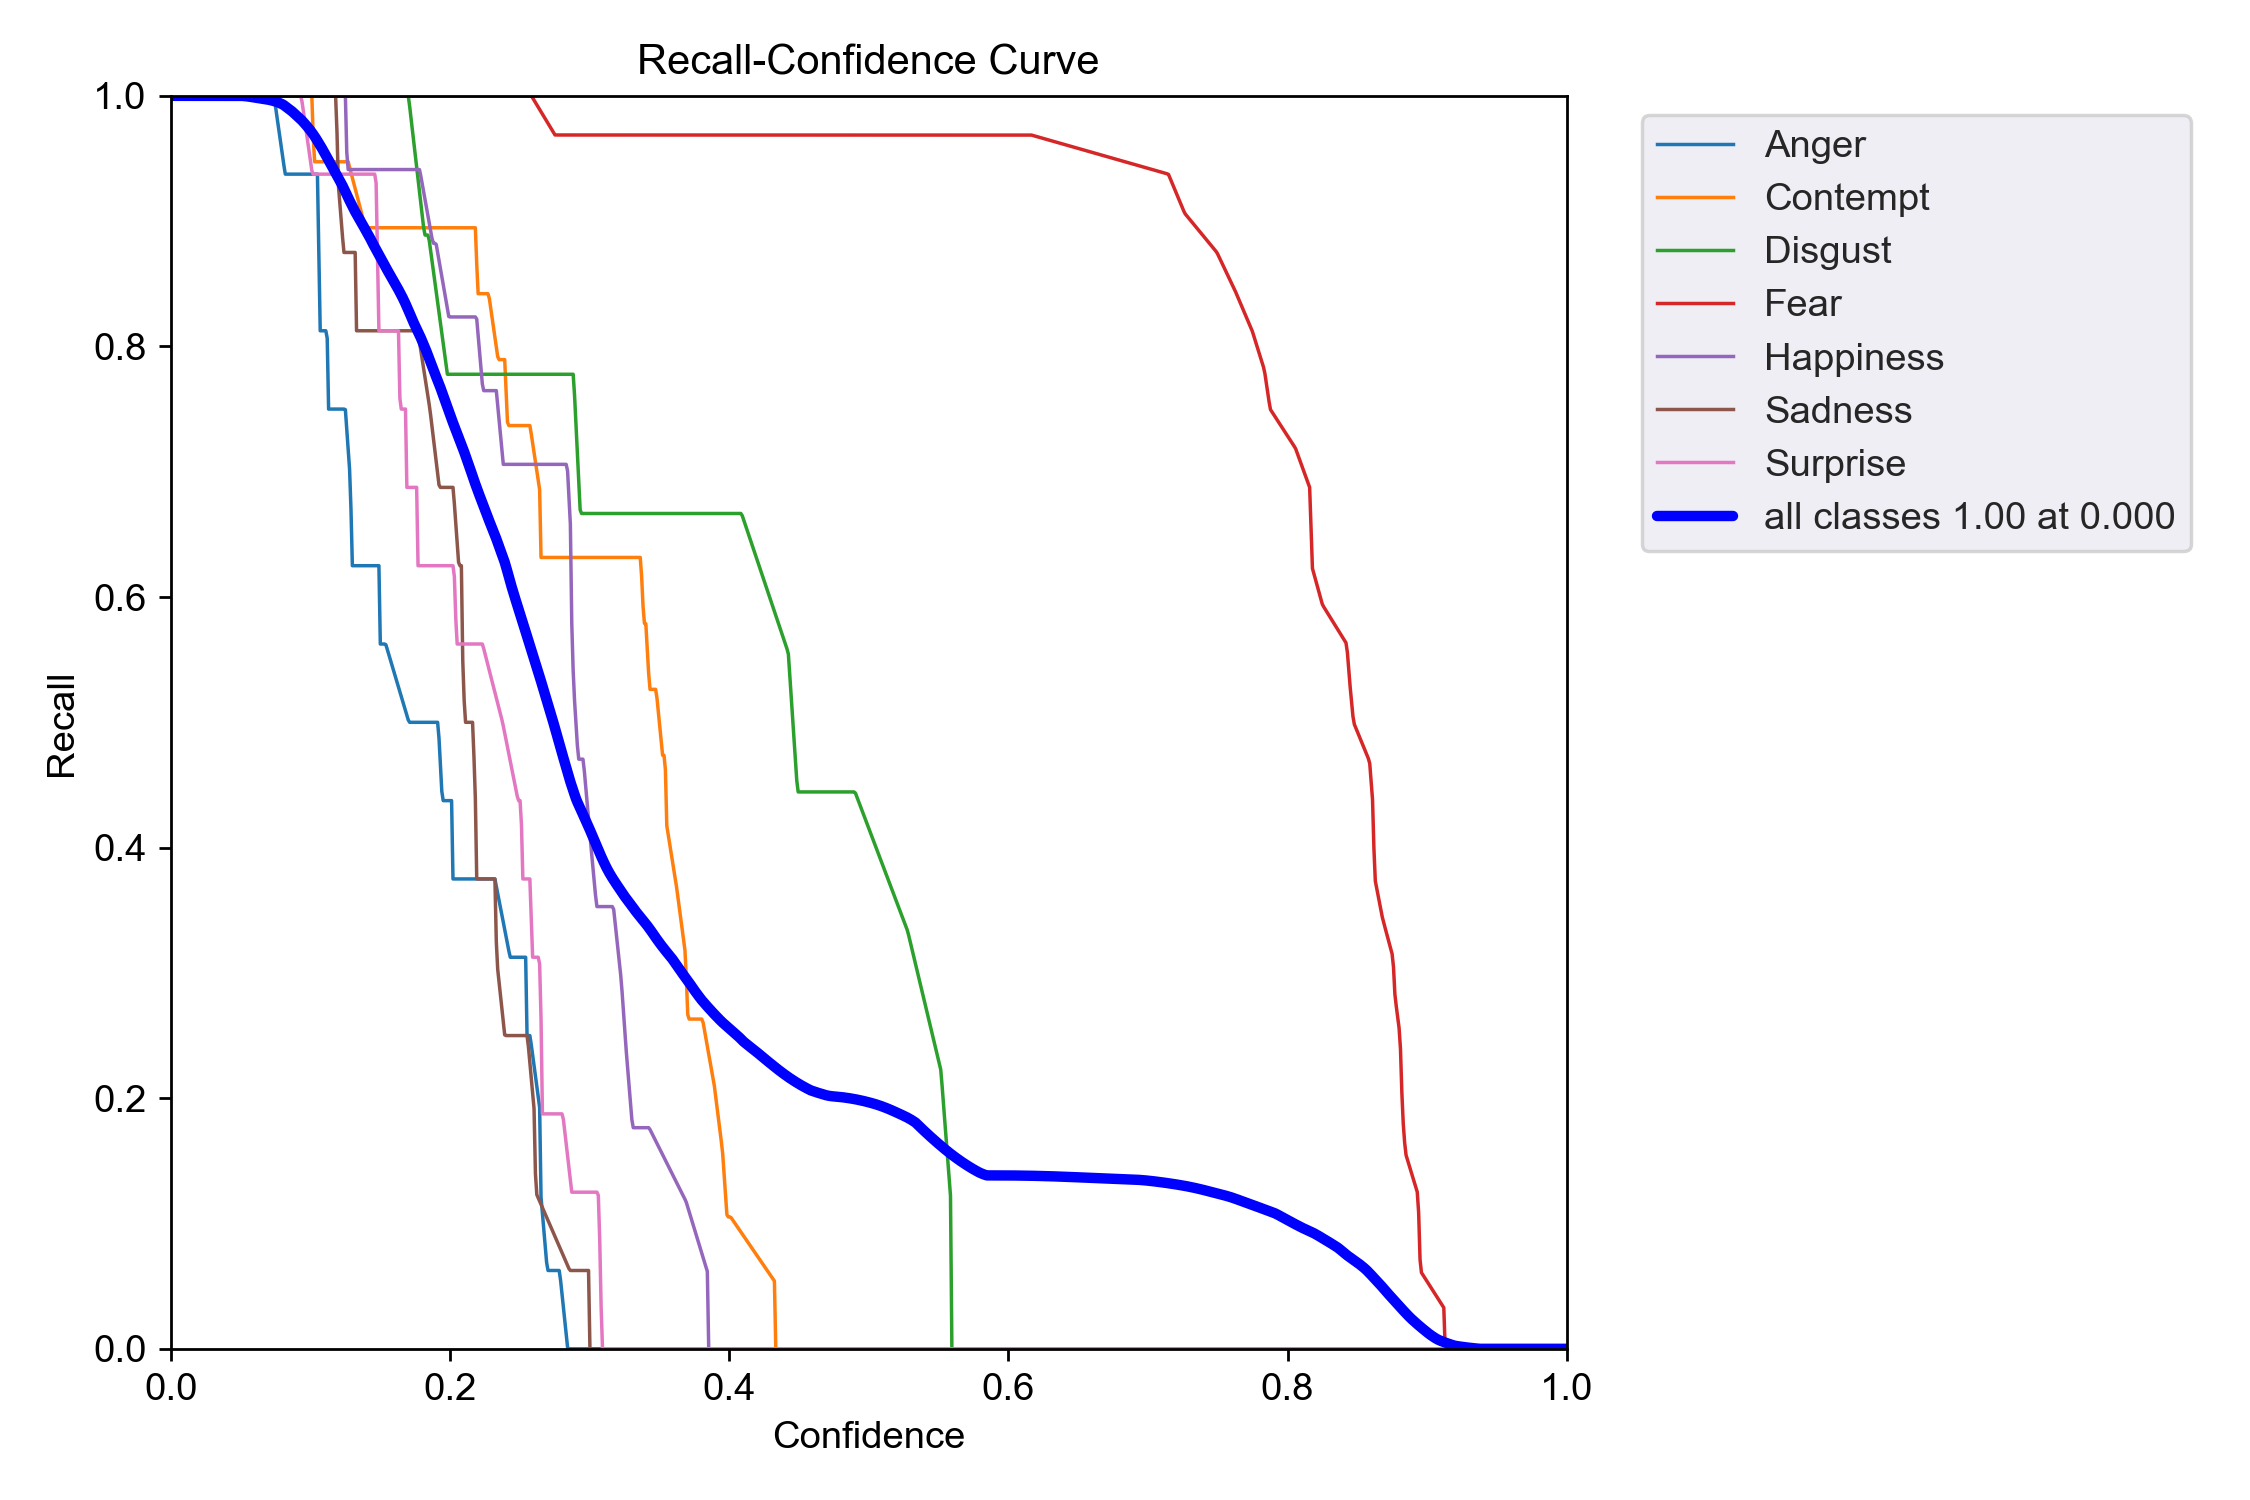 Recall-Confidence Curve
1.0
0.8
0.6
0.4
0.2
0.0
Recall
0.0 0.2 0.4 0.6 0.8 1.0
Confidence
Anger
Contempt
Disgust
Fear
Happiness
Sadness
Surprise
all classes 1.00 at 0.000